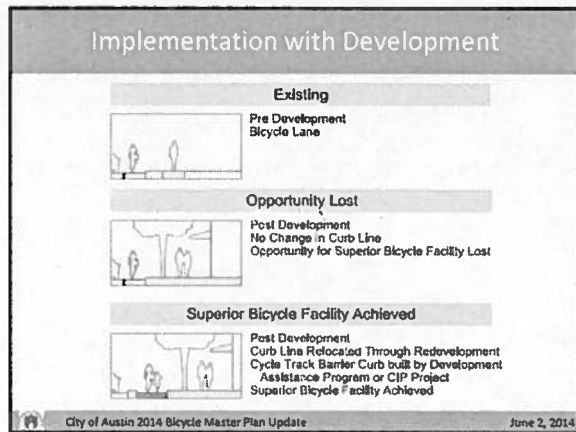 Implementation with Development
Existing
Pre Development
Bicycle Lane
Opportunity Lost
Post Development
No Change in Curb Line
Opportunity for Superior Bicycle Facility Lost
Superior Bicycle Facility Achieved
Post Development
Curb Line Relocated Through Redevelopment
Cycle Track Barrier Curb built by Development
Assistance Program or CIP Project
Superior Bicycle Facility Achieved
City of Austin 2014 Bicycle Master Plan Update
June 2, 2014